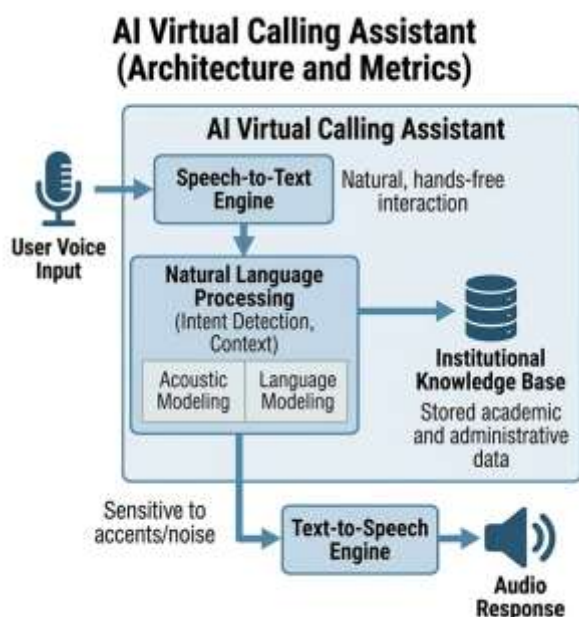 AI Virtual Calling Assistant
(Architecture and Metrics)
AI Virtual Calling Assistant
User Voice
Input
Speech-to-Text
Engine
Natural, hands-free
interaction
Natural Language
Processing
(Intent Detection,
Context)
Acoustic
Modeling
Language
Modeling
Institutional
Knowledge Base
Stored academic
and administrative
data
Sensitive to
accents/noise
Text-to-Speech
Engine
Audio
Response